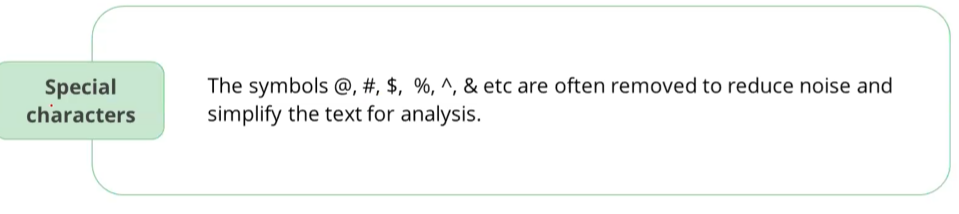 Special
characters
The symbols @, #, $,  %, ^, & etc are often removed to reduce noise and
simplify the text for analysis.